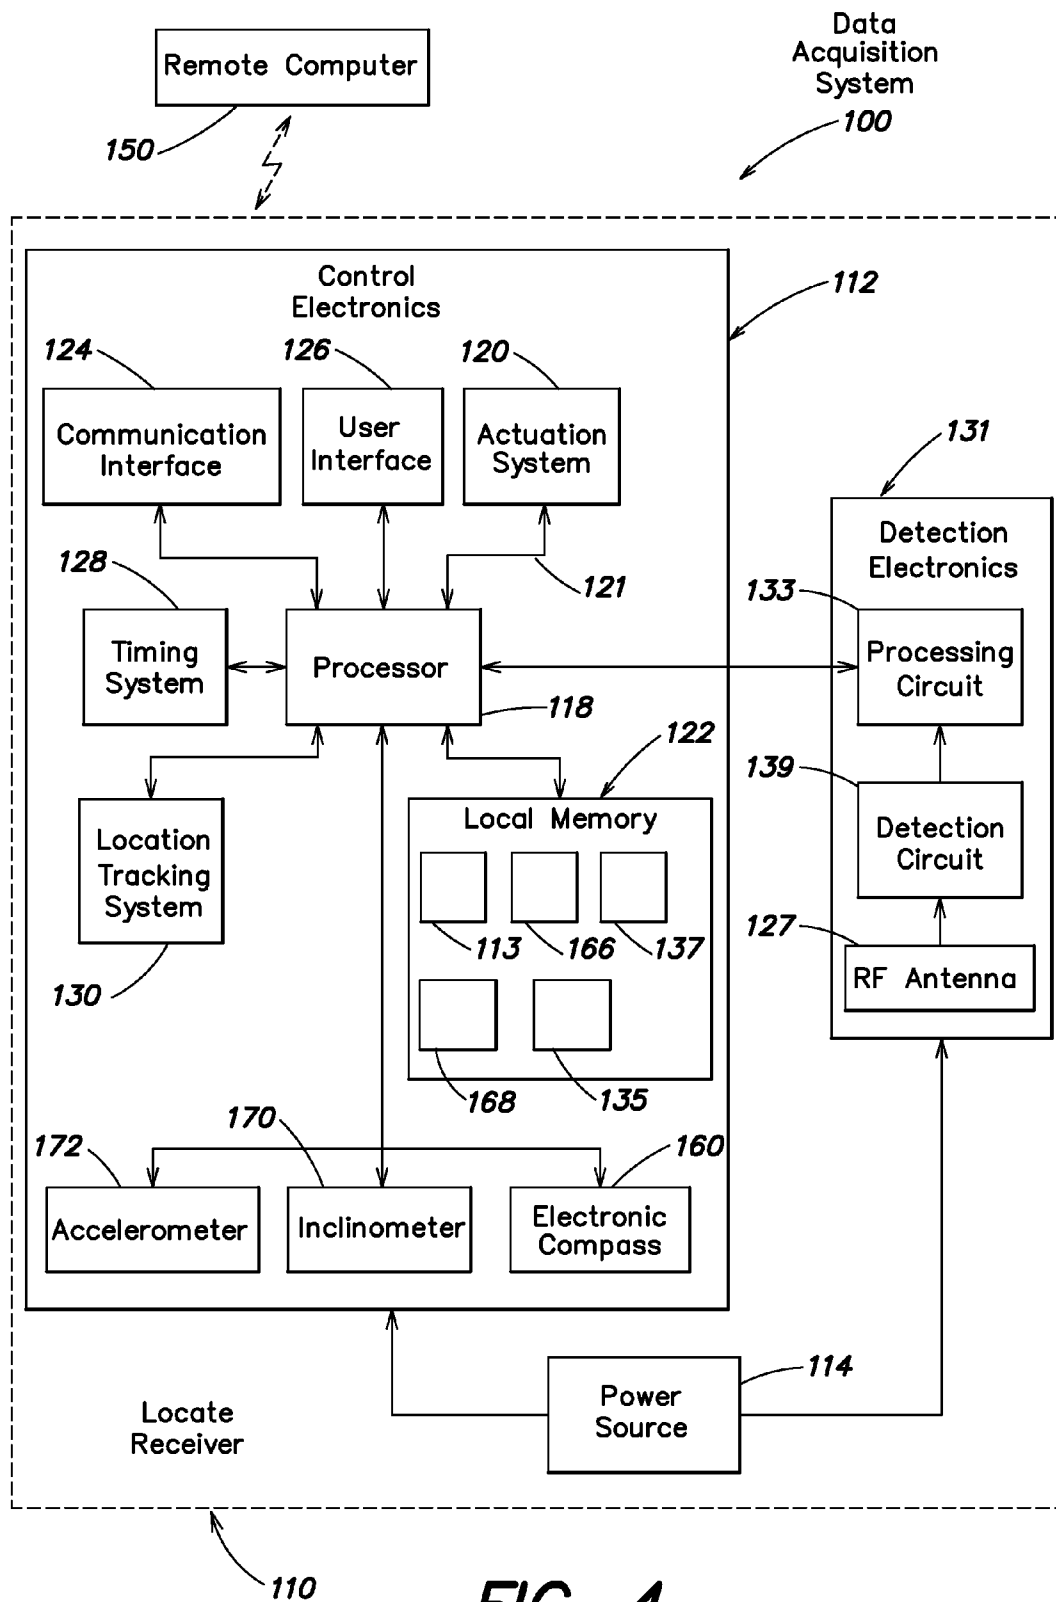 Data
Acquisition
System
100
Remote Computer
150
Control
Electronics
112
124
126
120
Communication
Interface
User
Interface
Actuation
System
121
131
Detection
Electronics
128
Timing
System
Processor
118
133
Processing
Circuit
122
Local Memory
113
166
137
168
135
139
Detection
Circuit
127
RF Antenna
Location
Tracking
System
130
172
170
160
Accelerometer
Inclinometer
Electronic
Compass
114
Power
Source
Locate
Receiver
110